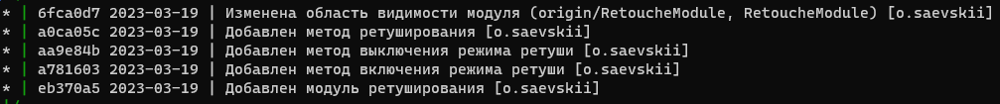 * | 6fca0d7 2023-03-19 | Изменена область видимости модуля (origin/RetoucheModule, RetoucheModule) [o.saevskii]
* | a0ca05c 2023-03-19 | Добавлен метод ретуширования [o.saevskii]
* | aa9e84b 2023-03-19 | Добавлен метод выключения режима ретуши [o.saevskii]
* | a781603 2023-03-19 | Добавлен метод включения режима ретуши [o.saevskii]
* | eb370a5 2023-03-19 | Добавлен модуль ретуширования [o.saevskii]